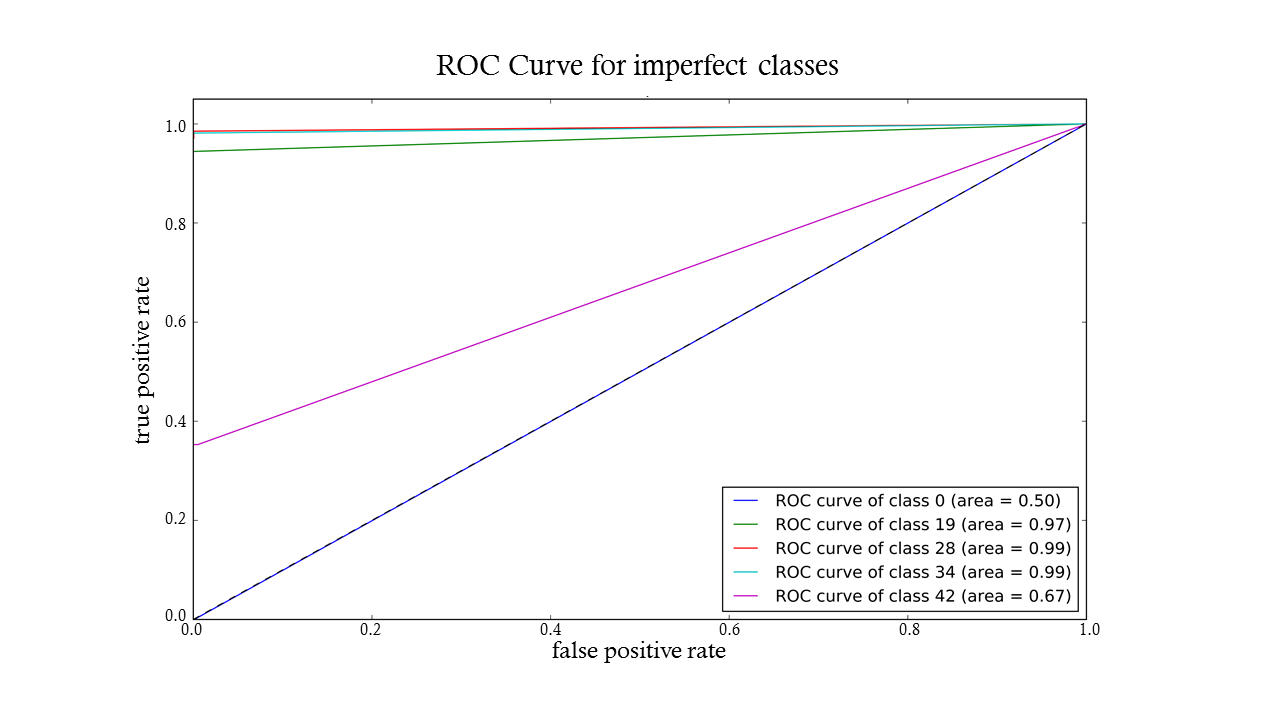 ROC Curve for imperfect classes
1.0
0.8
0.6
0.4
0.2
0.0
true positive rate
ROC curve of class 0 (area = 0.50)
ROC curve of class 19 (area = 0.97)
ROC curve of class 28 (area = 0.99)
ROC curve of class 34 (area = 0.99)
ROC curve of class 42 (area = 0.67)
0.0 0.2 0.4 0.6 0.8 1.0
false positive rate